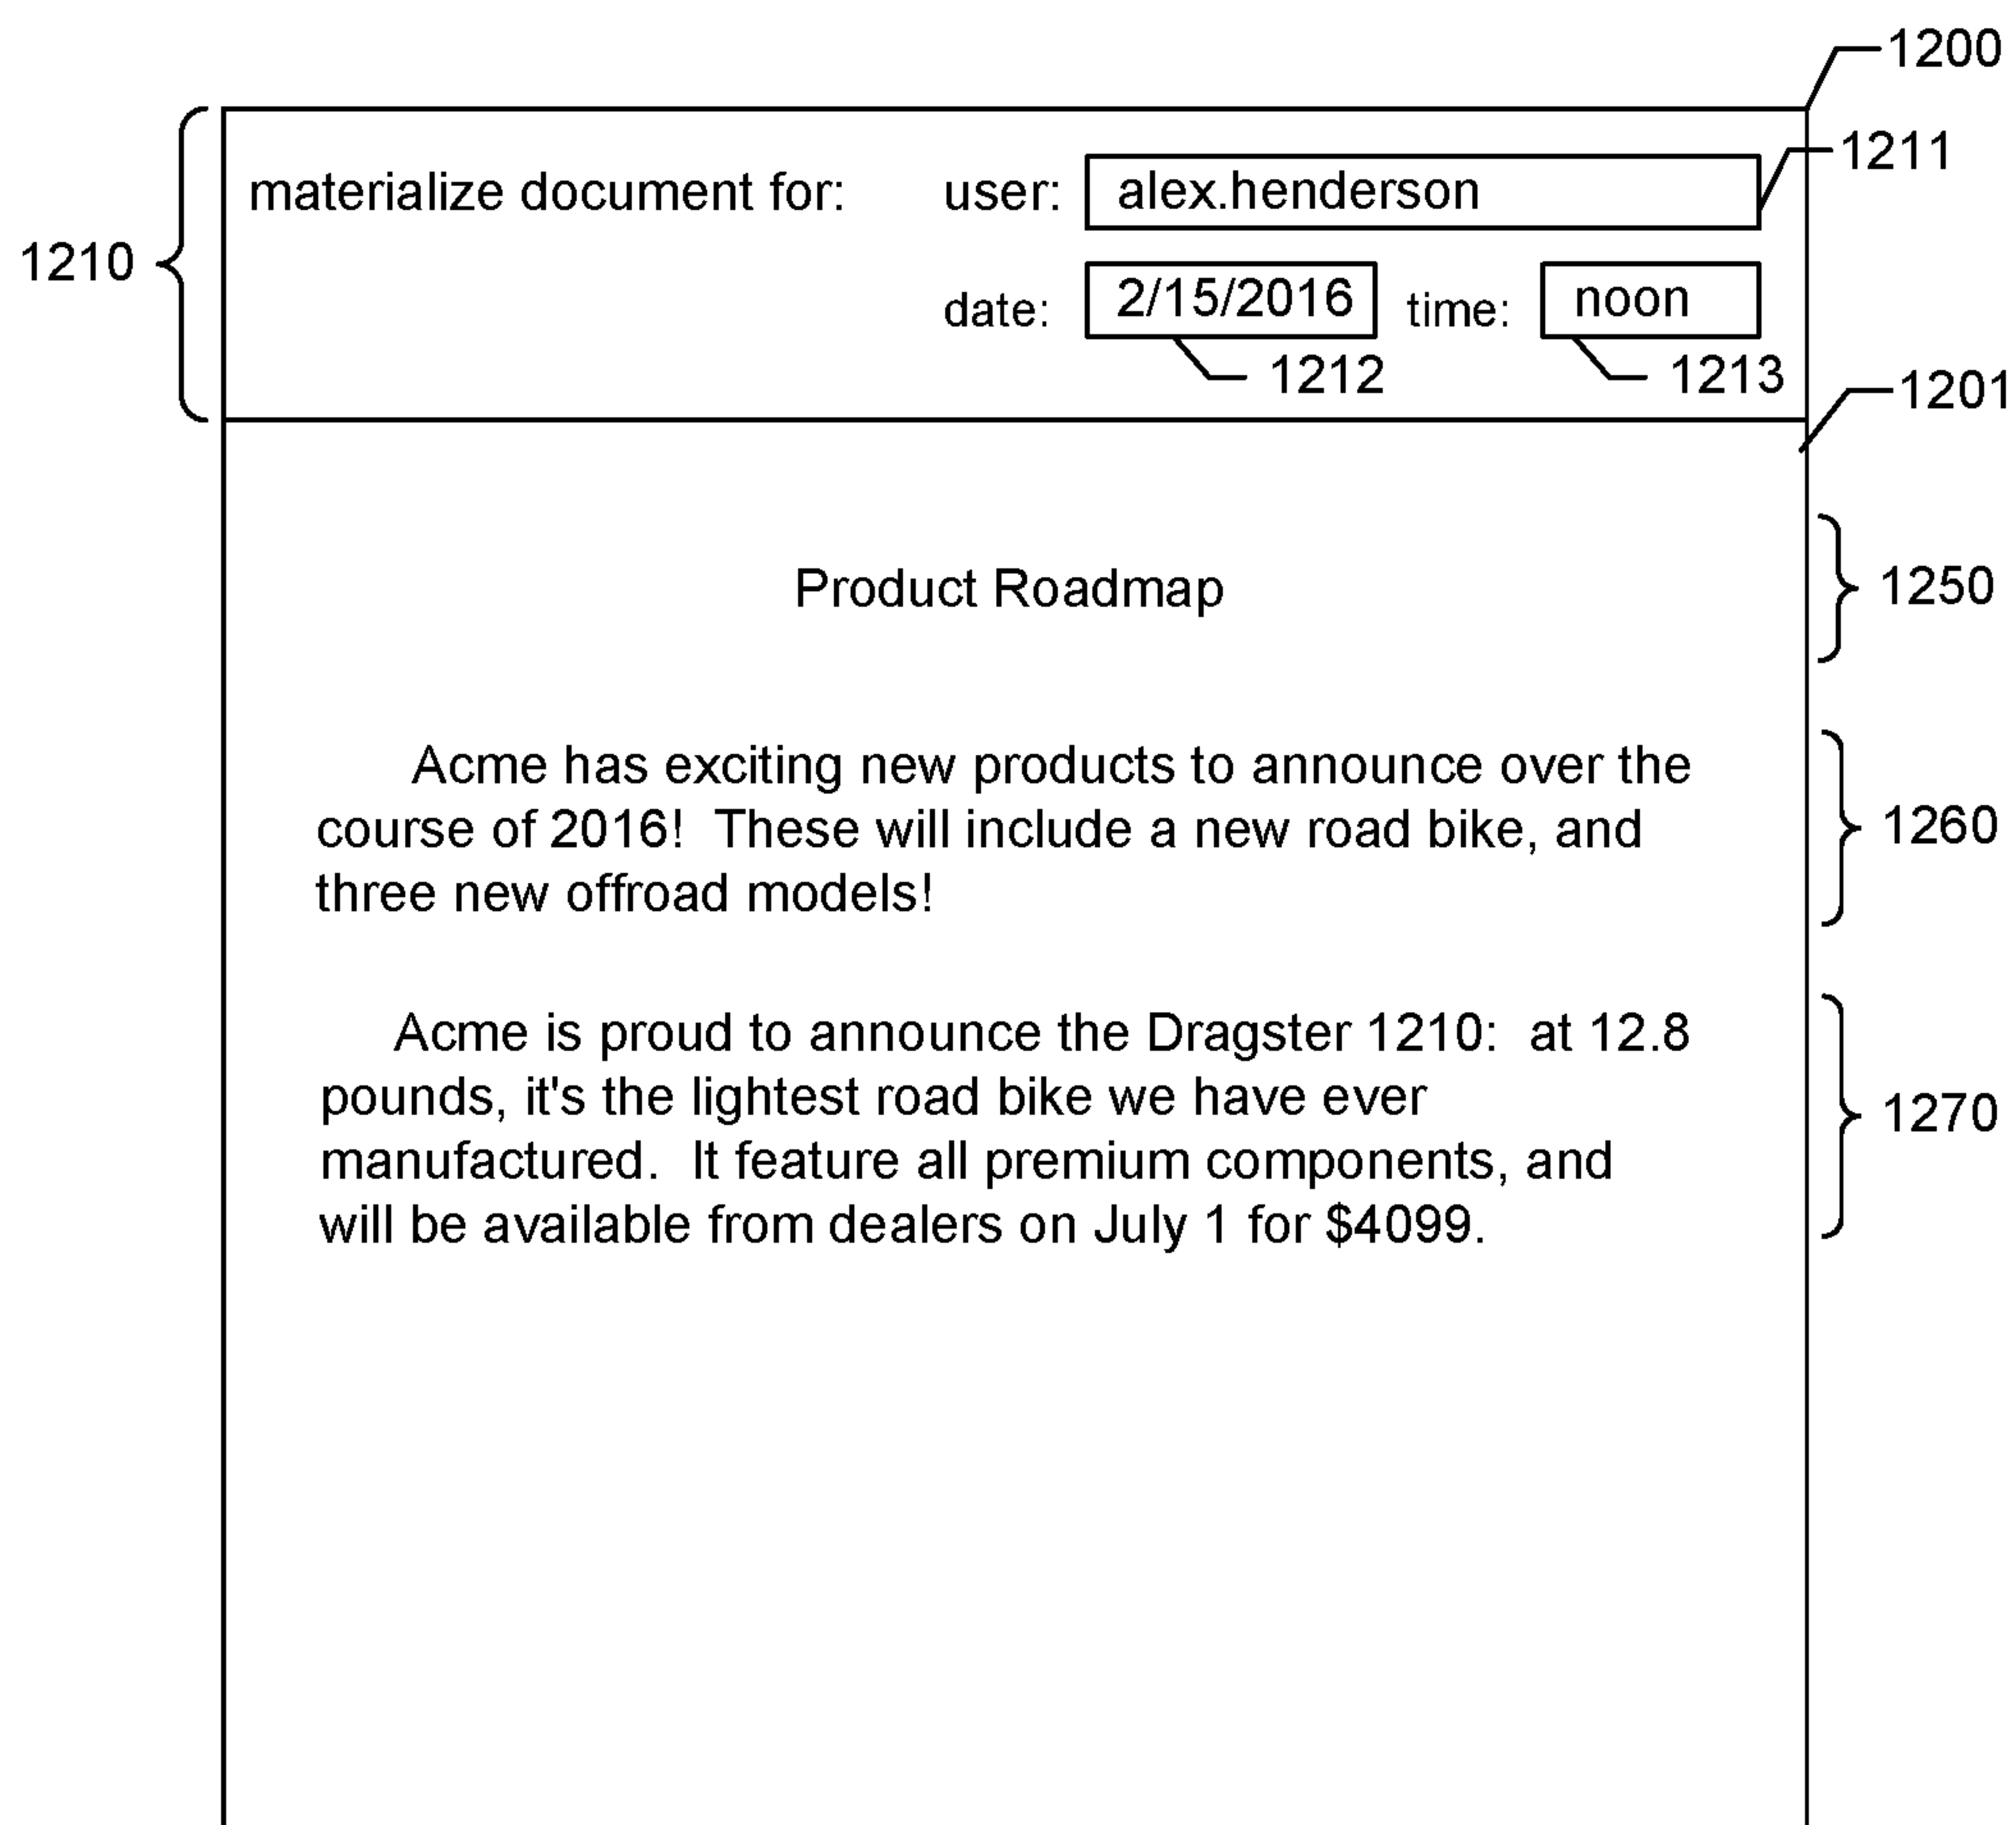 1200
materialize document for: user: alex.henderson 1211
1210
date: 2/15/2016 time: noon
1212 1213
1201
Product Roadmap 1250
Acme has exciting new products to announce over the
course of 2016!  These will include a new road bike, and 1260
three new offroad models!
Acme is proud to announce the Dragster 1210:  at 12.8
pounds, it's the lightest road bike we have ever 1270
manufactured.  It feature all premium components, and
will be available from dealers on July 1 for $4099.